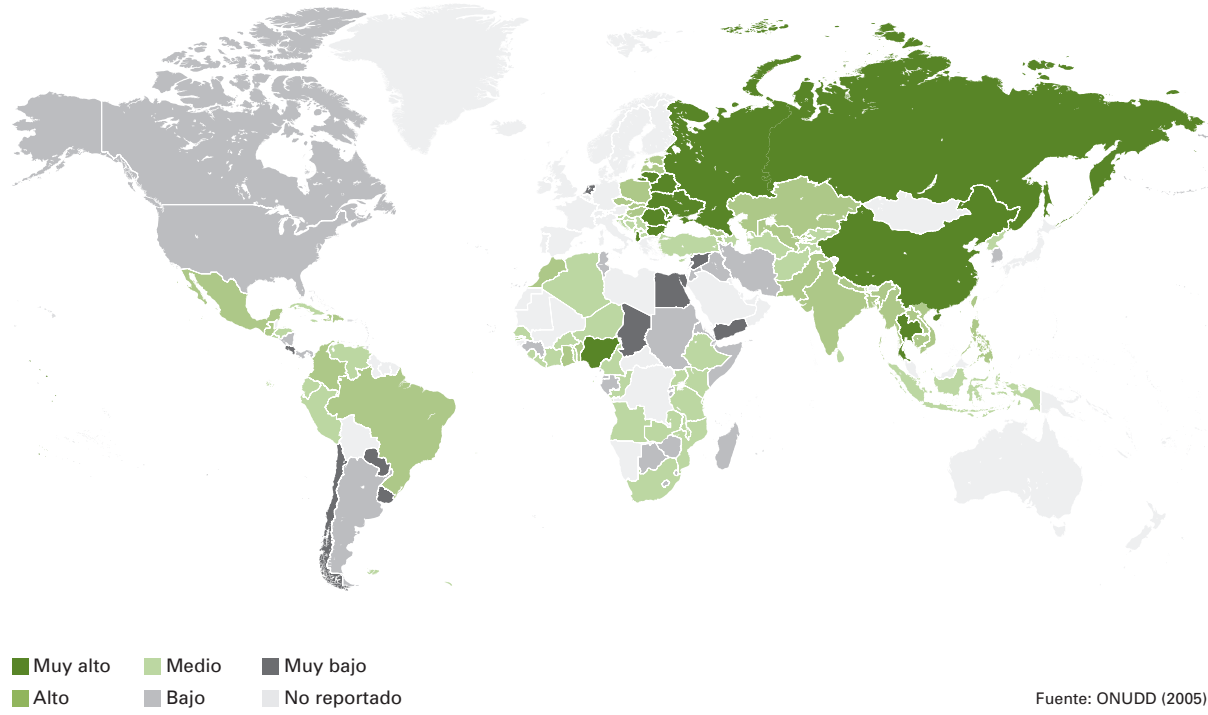 Muy alto
Medio
Muy bajo
Alto
Bajo
No reportado
Fuente: ONUDD (2005)